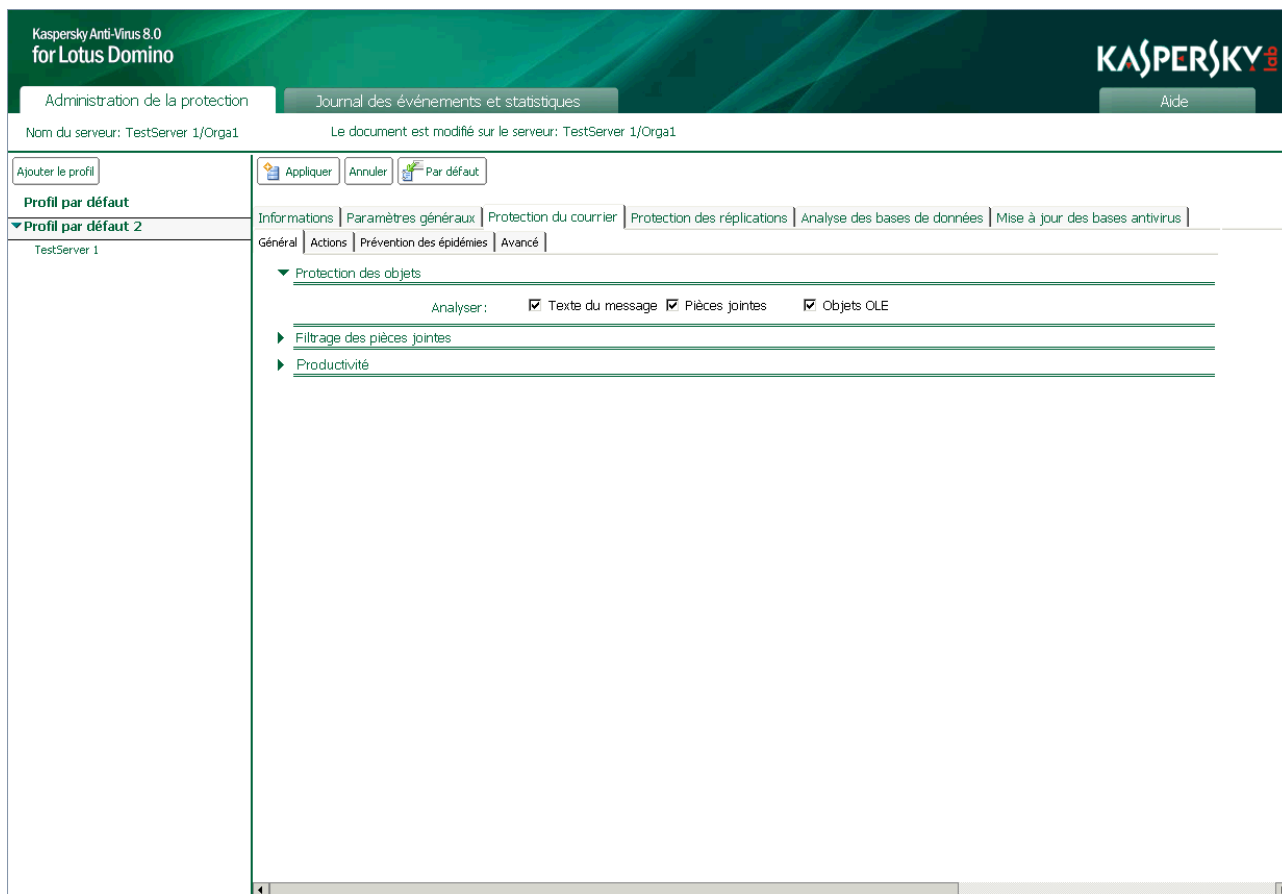 Kaspersky Anti-Virus 8.0
for Lotus Domino
KASPERSKY lab
Administration de la protection
Journal des événements et statistiques
Aide
Nom du serveur: TestServer 1/Orga1
Le document est modifié sur le serveur: TestServer 1/Orga1
Ajouter le profil
Profil par défaut
Profil par défaut 2
TestServer 1
Appliquer Annuler Par défaut
Informations Paramètres généraux Protection du courrier Protection des réplications Analyse des bases de données Mise à jour des bases antivirus
Général Actions Prévention des épidémies Avancé
Protection des objets
Analyser: Texte du message Pièces jointes Objets OLE
Filtrage des pièces jointes
Productivité